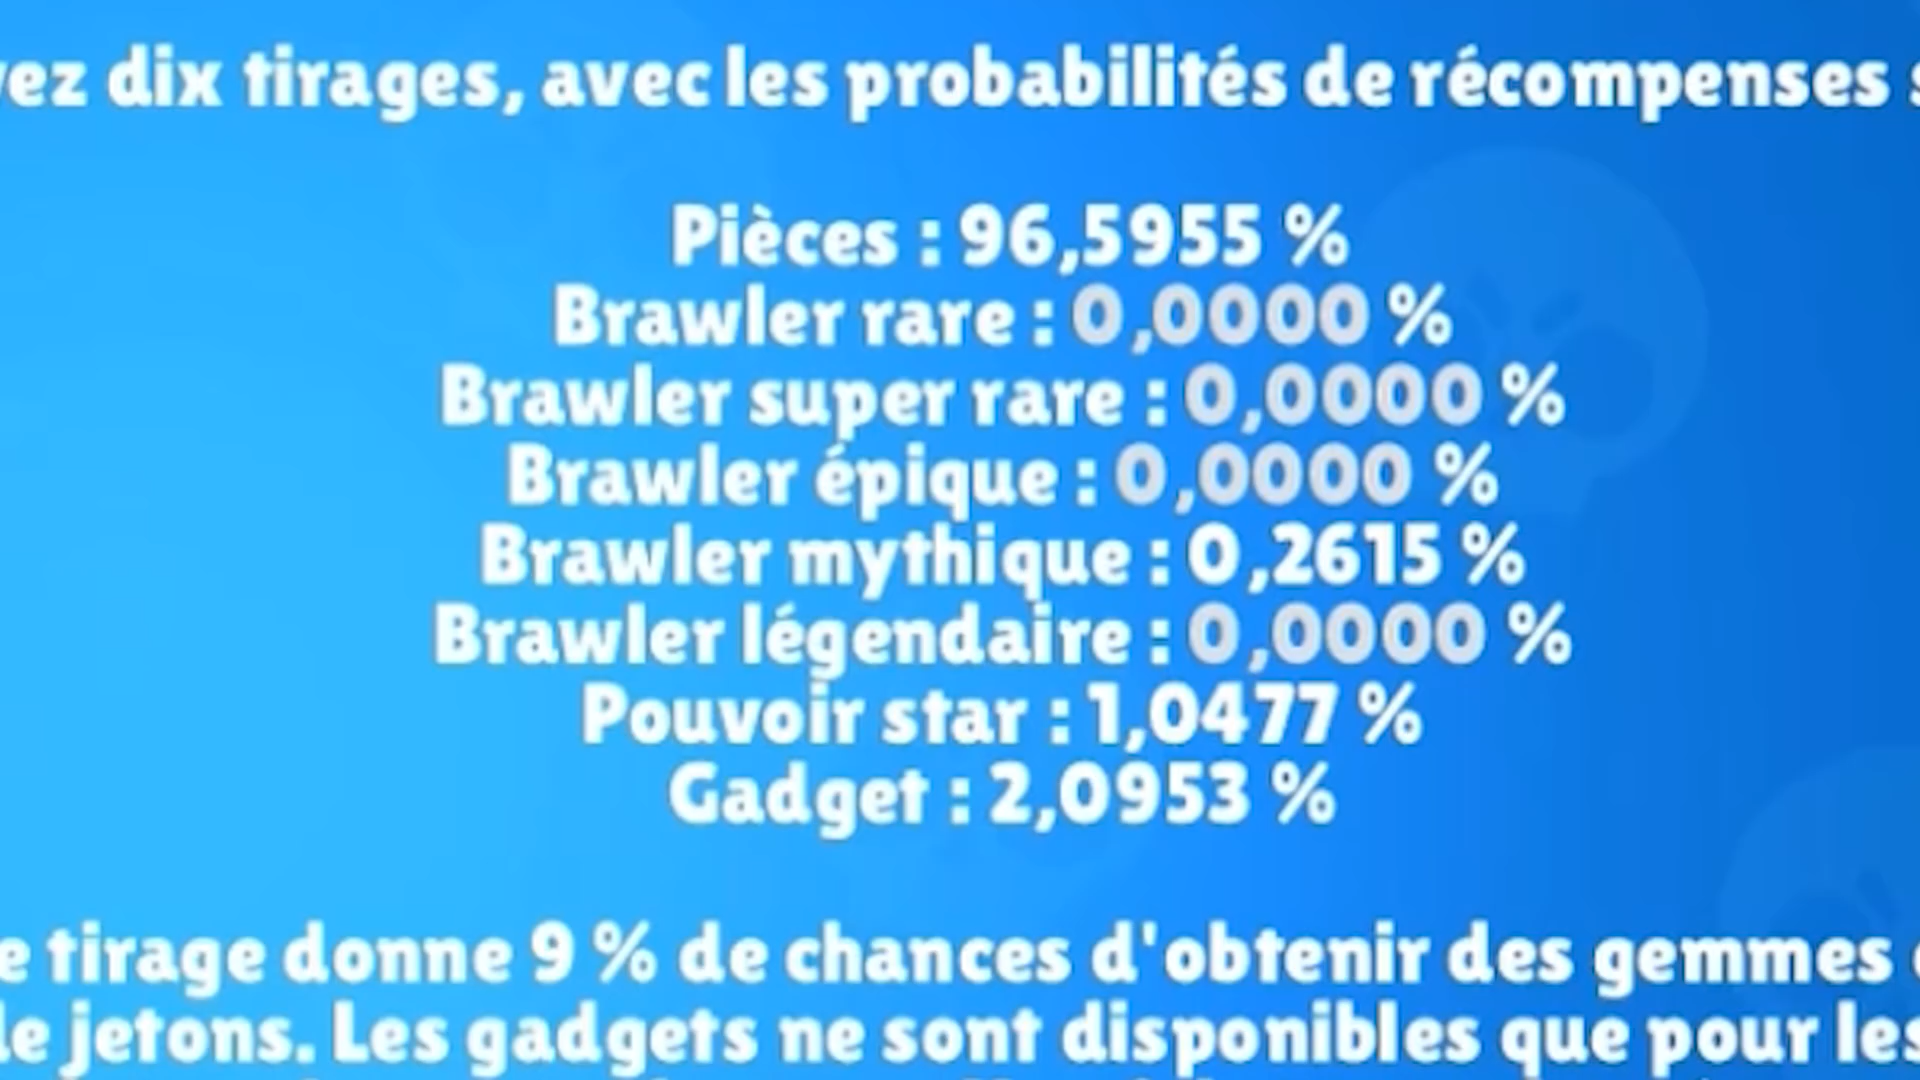 vez dix tirages, avec les probabilités de récompenses s
Pièces : 96,5955 %
Brawler rare : 0,0000 %
Brawler super rare : 0,0000 %
Brawler épique : 0,0000 %
Brawler mythique : 0,2615 %
Brawler légendaire : 0,0000 %
Pouvoir star : 1,0477 %
Gadget : 2,0953 %
e tirage donne 9 % de chances d'obtenir des gemmes
le jetons. Les gadgets ne sont disponibles que pour les